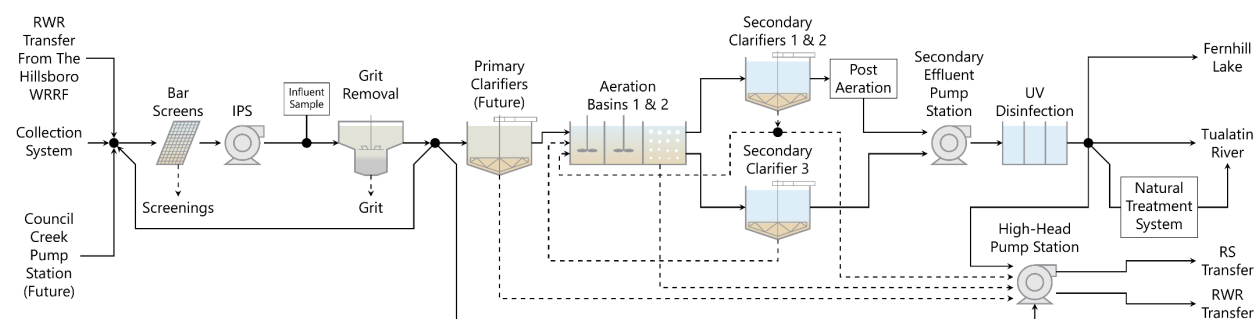 RWR
Transfer
From The
Hillsboro
WRRF
Collection
System
Council
Creek
Pump
Station
(Future)
Bar
Screens
Screenings
IPS
Influent
Sample
Grit
Removal
Grit
Primary
Clarifiers
(Future)
Aeration
Basins 1 & 2
Secondary
Clarifiers 1 & 2
Secondary
Clarifier 3
Post
Aeration
Secondary
Effluent
Pump
Station
UV
Disinfection
High-Head
Pump Station
Natural
Treatment
System
Fernhill
Lake
Tualatin
River
RS
Transfer
RWR
Transfer